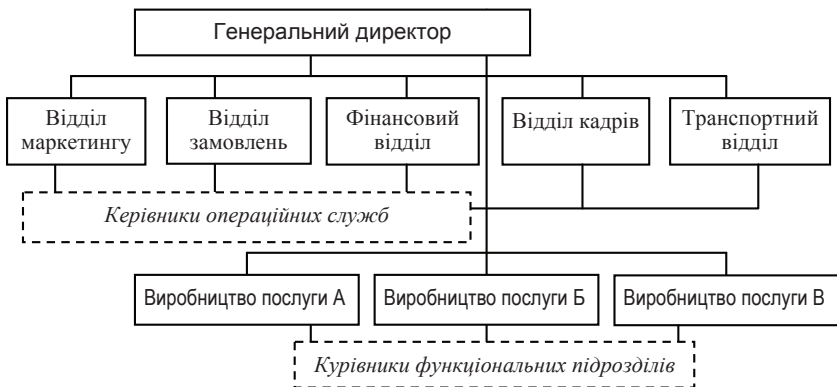 Генеральний директор
Відділ
маркетингу
Відділ
замовлень
Фінансовий
відділ
Відділ кадрів
Транспортний
відділ
Керівники операційних служб
Виробництво послуги А
Виробництво послуги Б
Виробництво послуги В
Курівники функціональних підрозділів